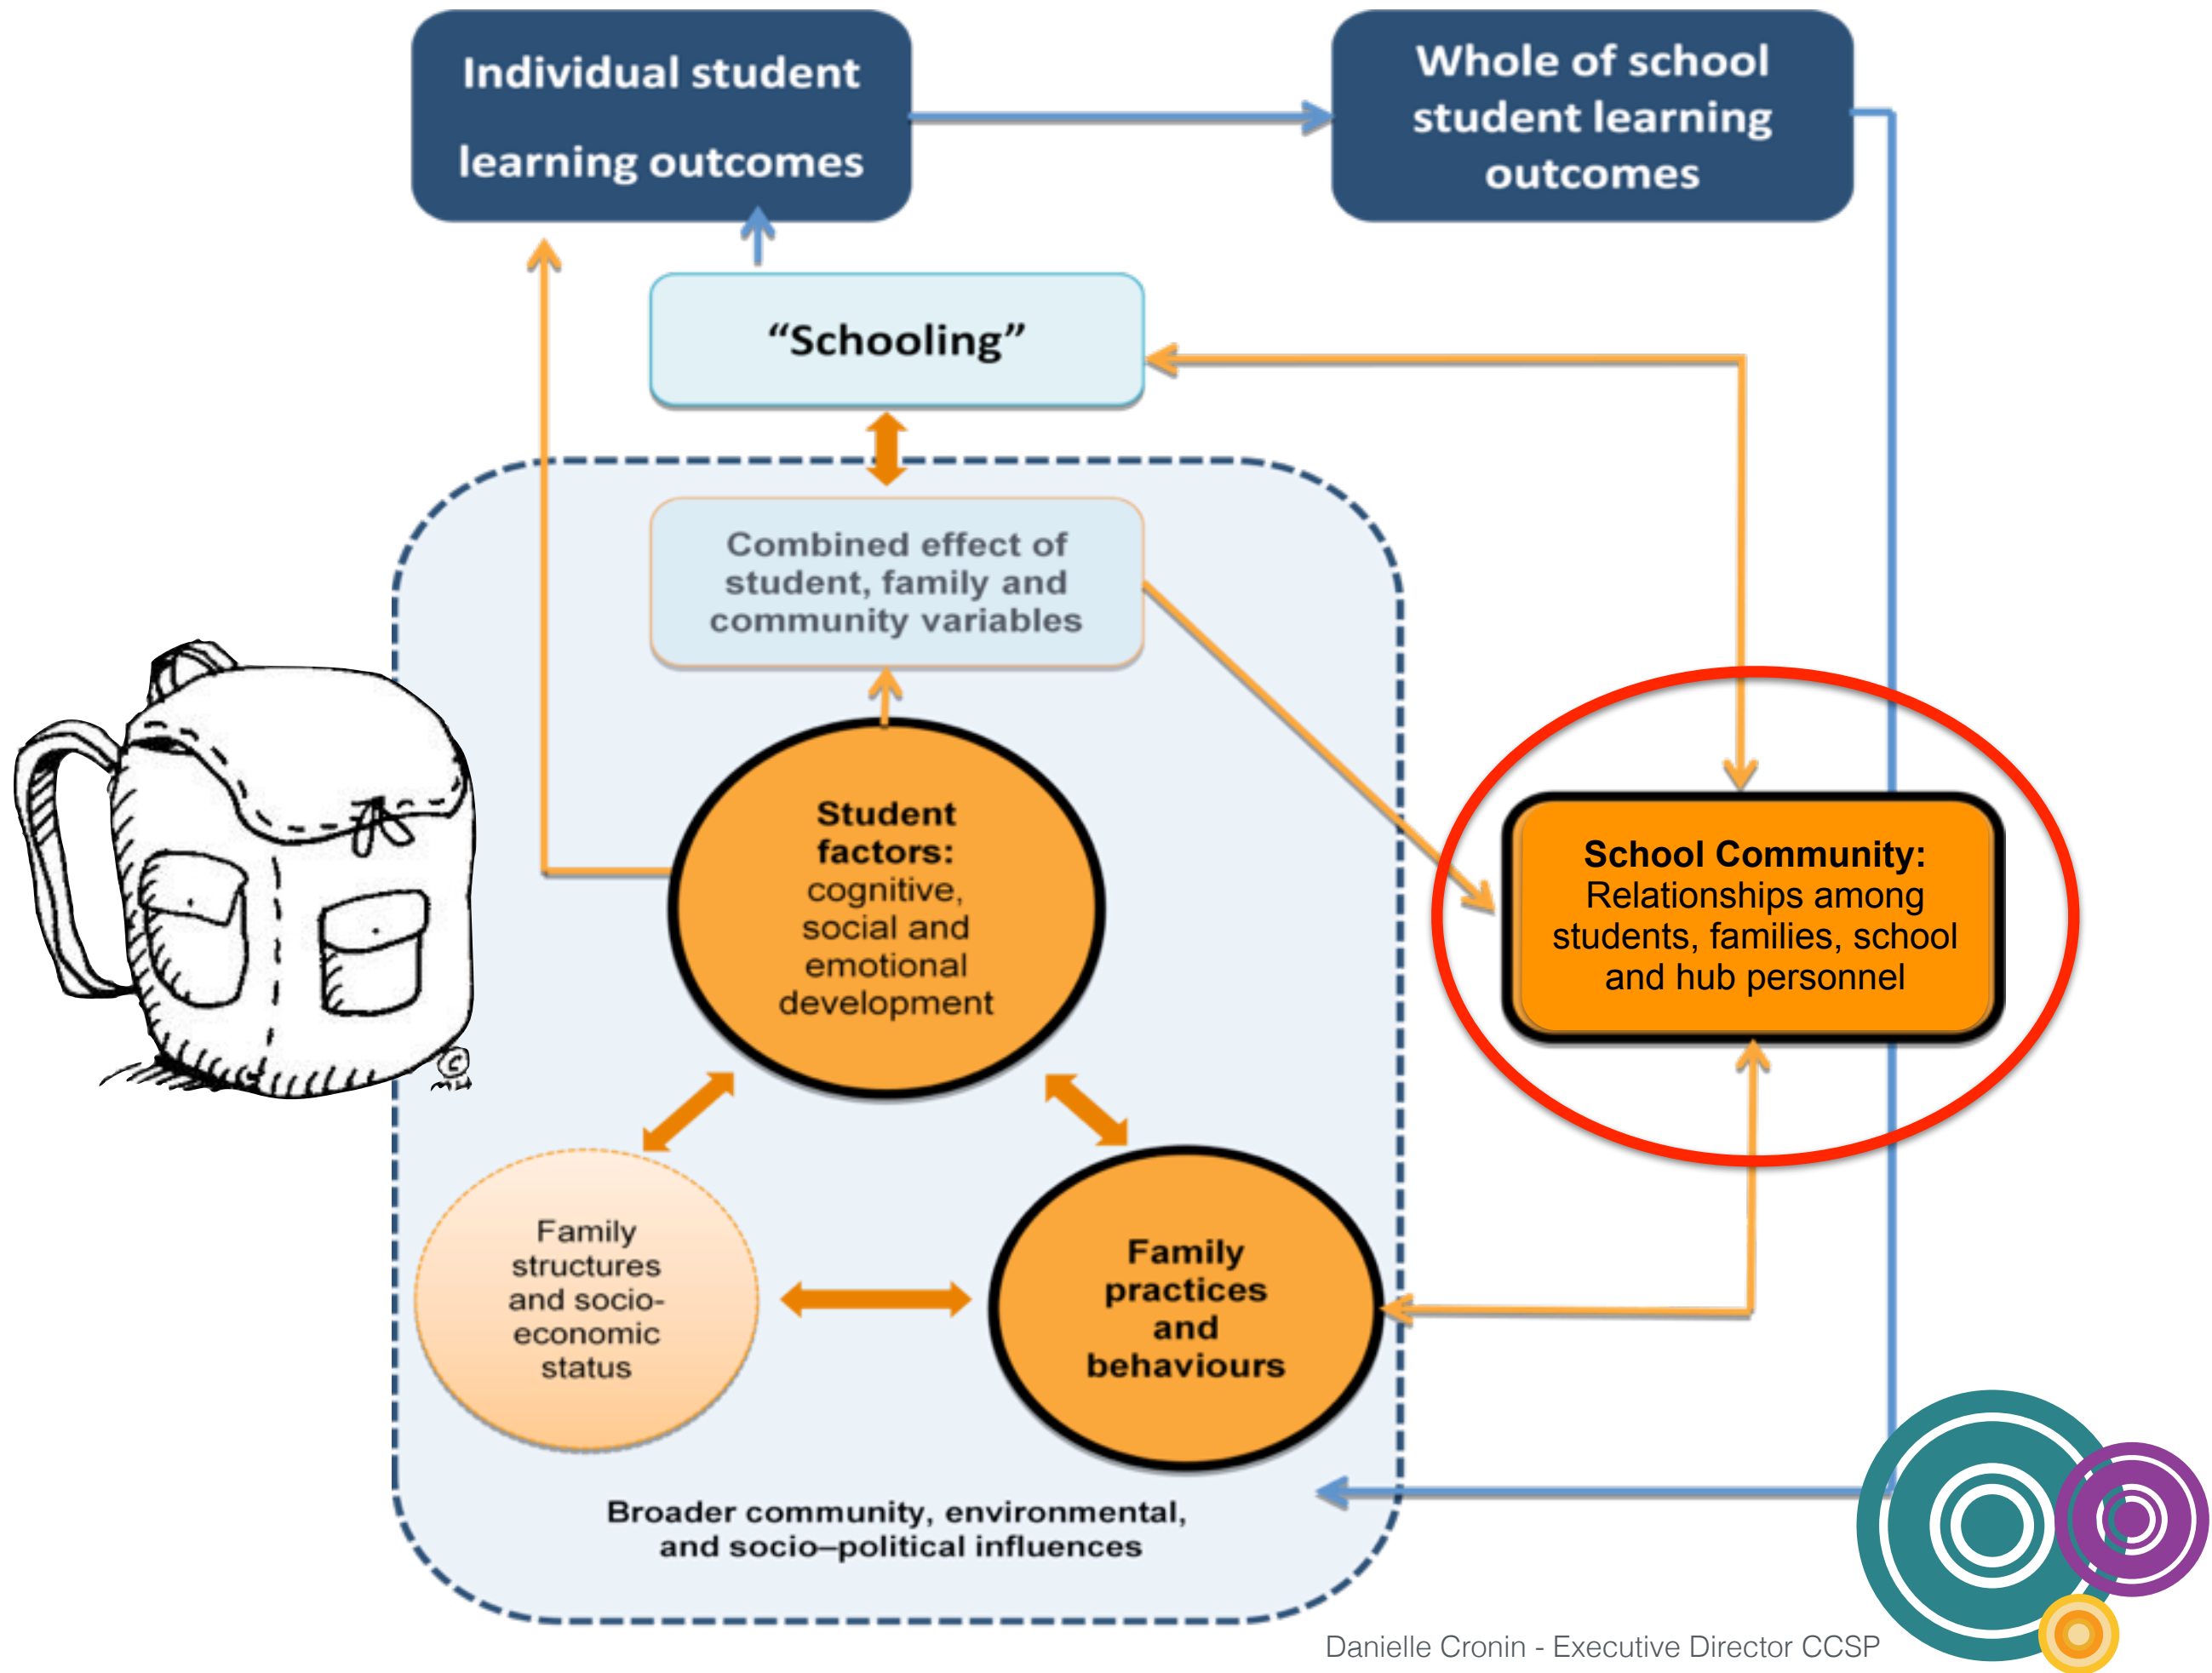 Individual student
learning outcomes
Whole of school
student learning
outcomes
“Schooling”
Combined effect of
student, family and
community variables
Student
factors:
cognitive,
social and
emotional
development
School Community:
Relationships among
students, families, school
and hub personnel
Family
structures
and socio-
economic
status
Family
practices
and
behaviours
Broader community, environmental,
and socio–political influences
Danielle Cronin - Executive Director CCSP
©
MH